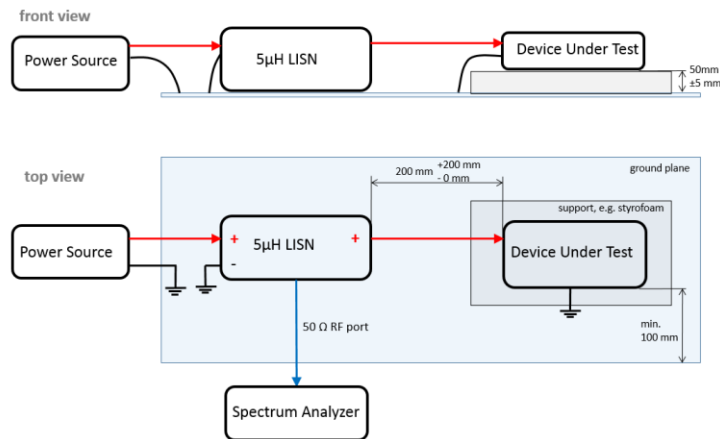 front view
Power Source
5µH LISN
Device Under Test
50mm
±5 mm
top view
ground plane
200 mm +200 mm
- 0 mm
support, e.g. styrofoam
Power Source
+
5µH LISN
+
-
Device Under Test
50 Ω RF port
min.
100 mm
Spectrum Analyzer